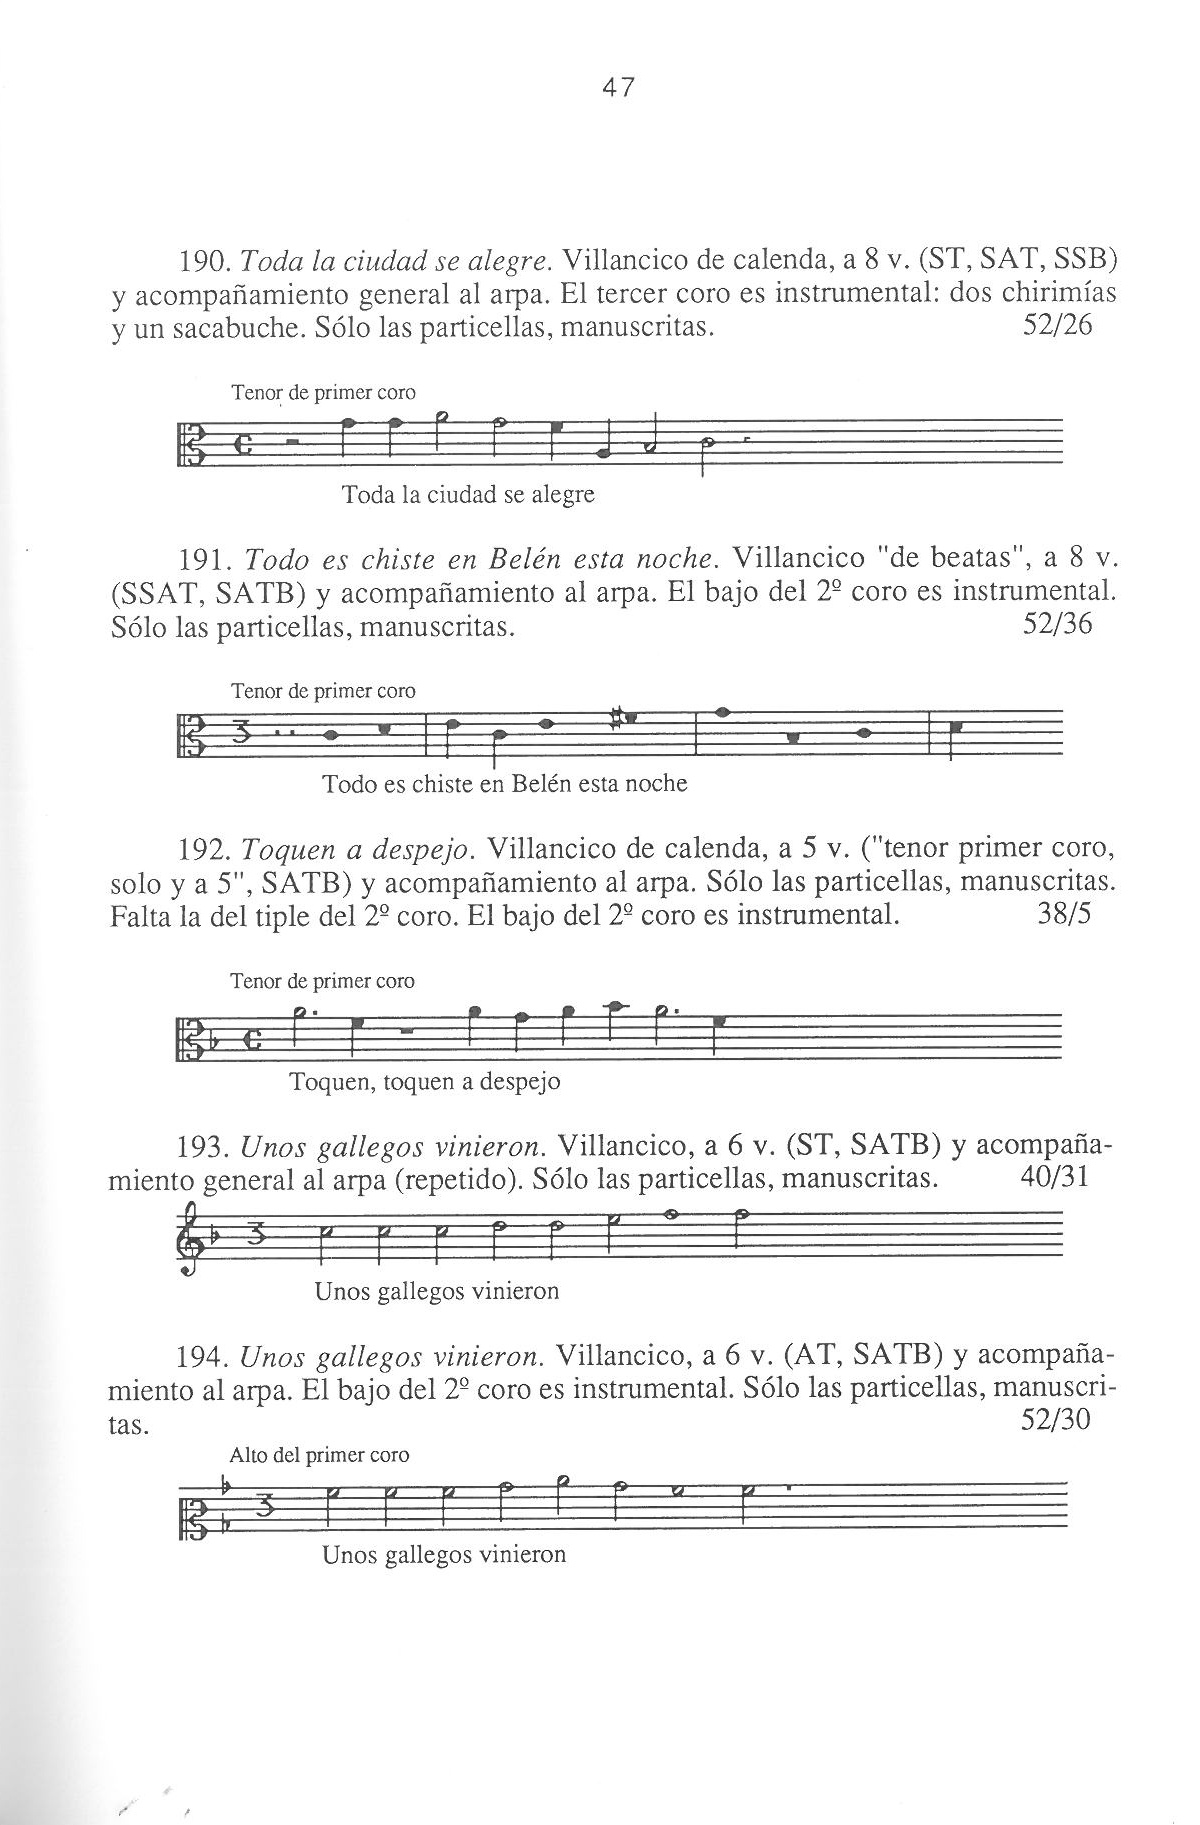 47
190. Toda la ciudad se alegre. Villancico de calenda, a 8 v. (ST, SAT, SSB)
y acompañamiento general al arpa. El tercer coro es instrumental: dos chirimías
y un sacabuche. Sólo las particellas, manuscritas. 52/26
Tenor de primer coro
Toda la ciudad se alegre
191. Todo es chiste en Belén esta noche. Villancico "de beatas", a 8 v.
(SSAT, SATB) y acompañamiento al arpa. El bajo del 2º coro es instrumental.
Sólo las particellas, manuscritas. 52/36
Tenor de primer coro
3
Todo es chiste en Belén esta noche
192. Toquen a despejo. Villancico de calenda, a 5 v. ("tenor primer coro,
solo y a 5", SATB) y acompañamiento al arpa. Sólo las particellas, manuscritas.
Falta la del tiple del 2º coro. El bajo del 2º coro es instrumental. 38/5
Tenor de primer coro
Toquen, toquen a despejo
193. Unos gallegos vinieron. Villancico, a 6 v. (ST, SATB) y acompaña-
miento general al arpa (repetido). Sólo las particellas, manuscritas. 40/31
3
Unos gallegos vinieron
194. Unos gallegos vinieron. Villancico, a 6 v. (AT, SATB) y acompaña-
miento al arpa. El bajo del 2º coro es instrumental. Sólo las particellas, manuscri-
tas. 52/30
Alto del primer coro
3
Unos gallegos vinieron